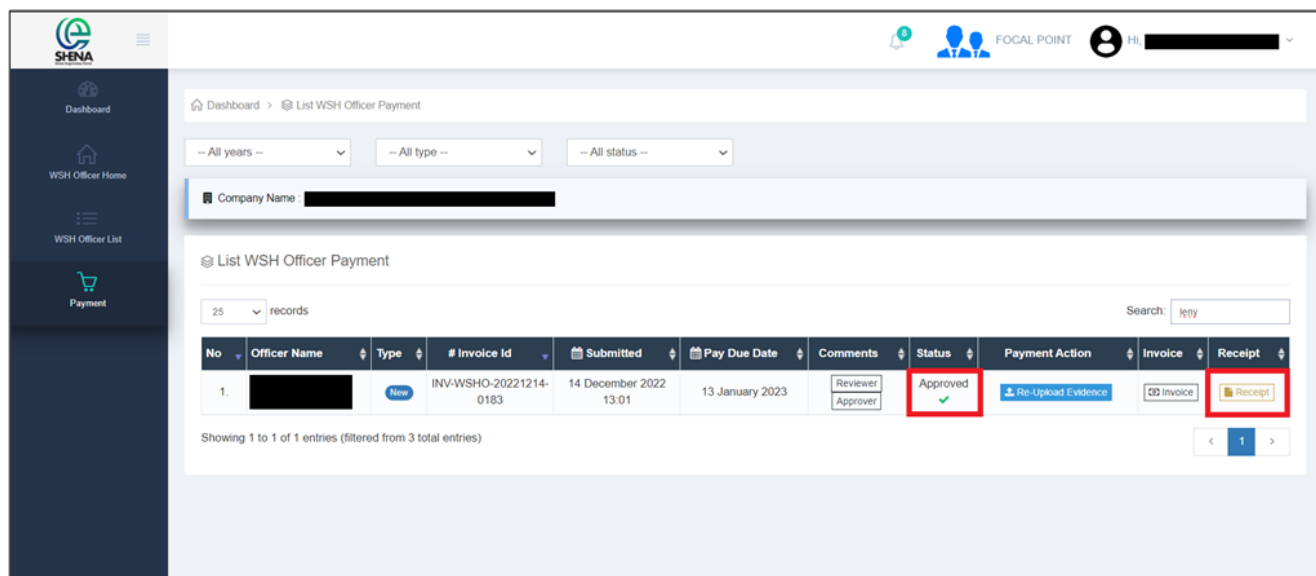 SHENA
8
FOCAL POINT
Hi,
Dashboard
WSH Officer Home
WSH Officer List
Payment
Dashboard > List WSH Officer Payment
-- All years --
-- All type --
-- All status --
Company Name :
List WSH Officer Payment
25 records
Search: leny
No Officer Name Type # Invoice Id Submitted Pay Due Date Comments Status Payment Action Invoice Receipt
1. New INV-WSHO-20221214-0183 14 December 2022 13:01 13 January 2023 Reviewer Approver Approved Re-Upload Evidence Invoice Receipt
Showing 1 to 1 of 1 entries (filtered from 3 total entries)
< 1 >